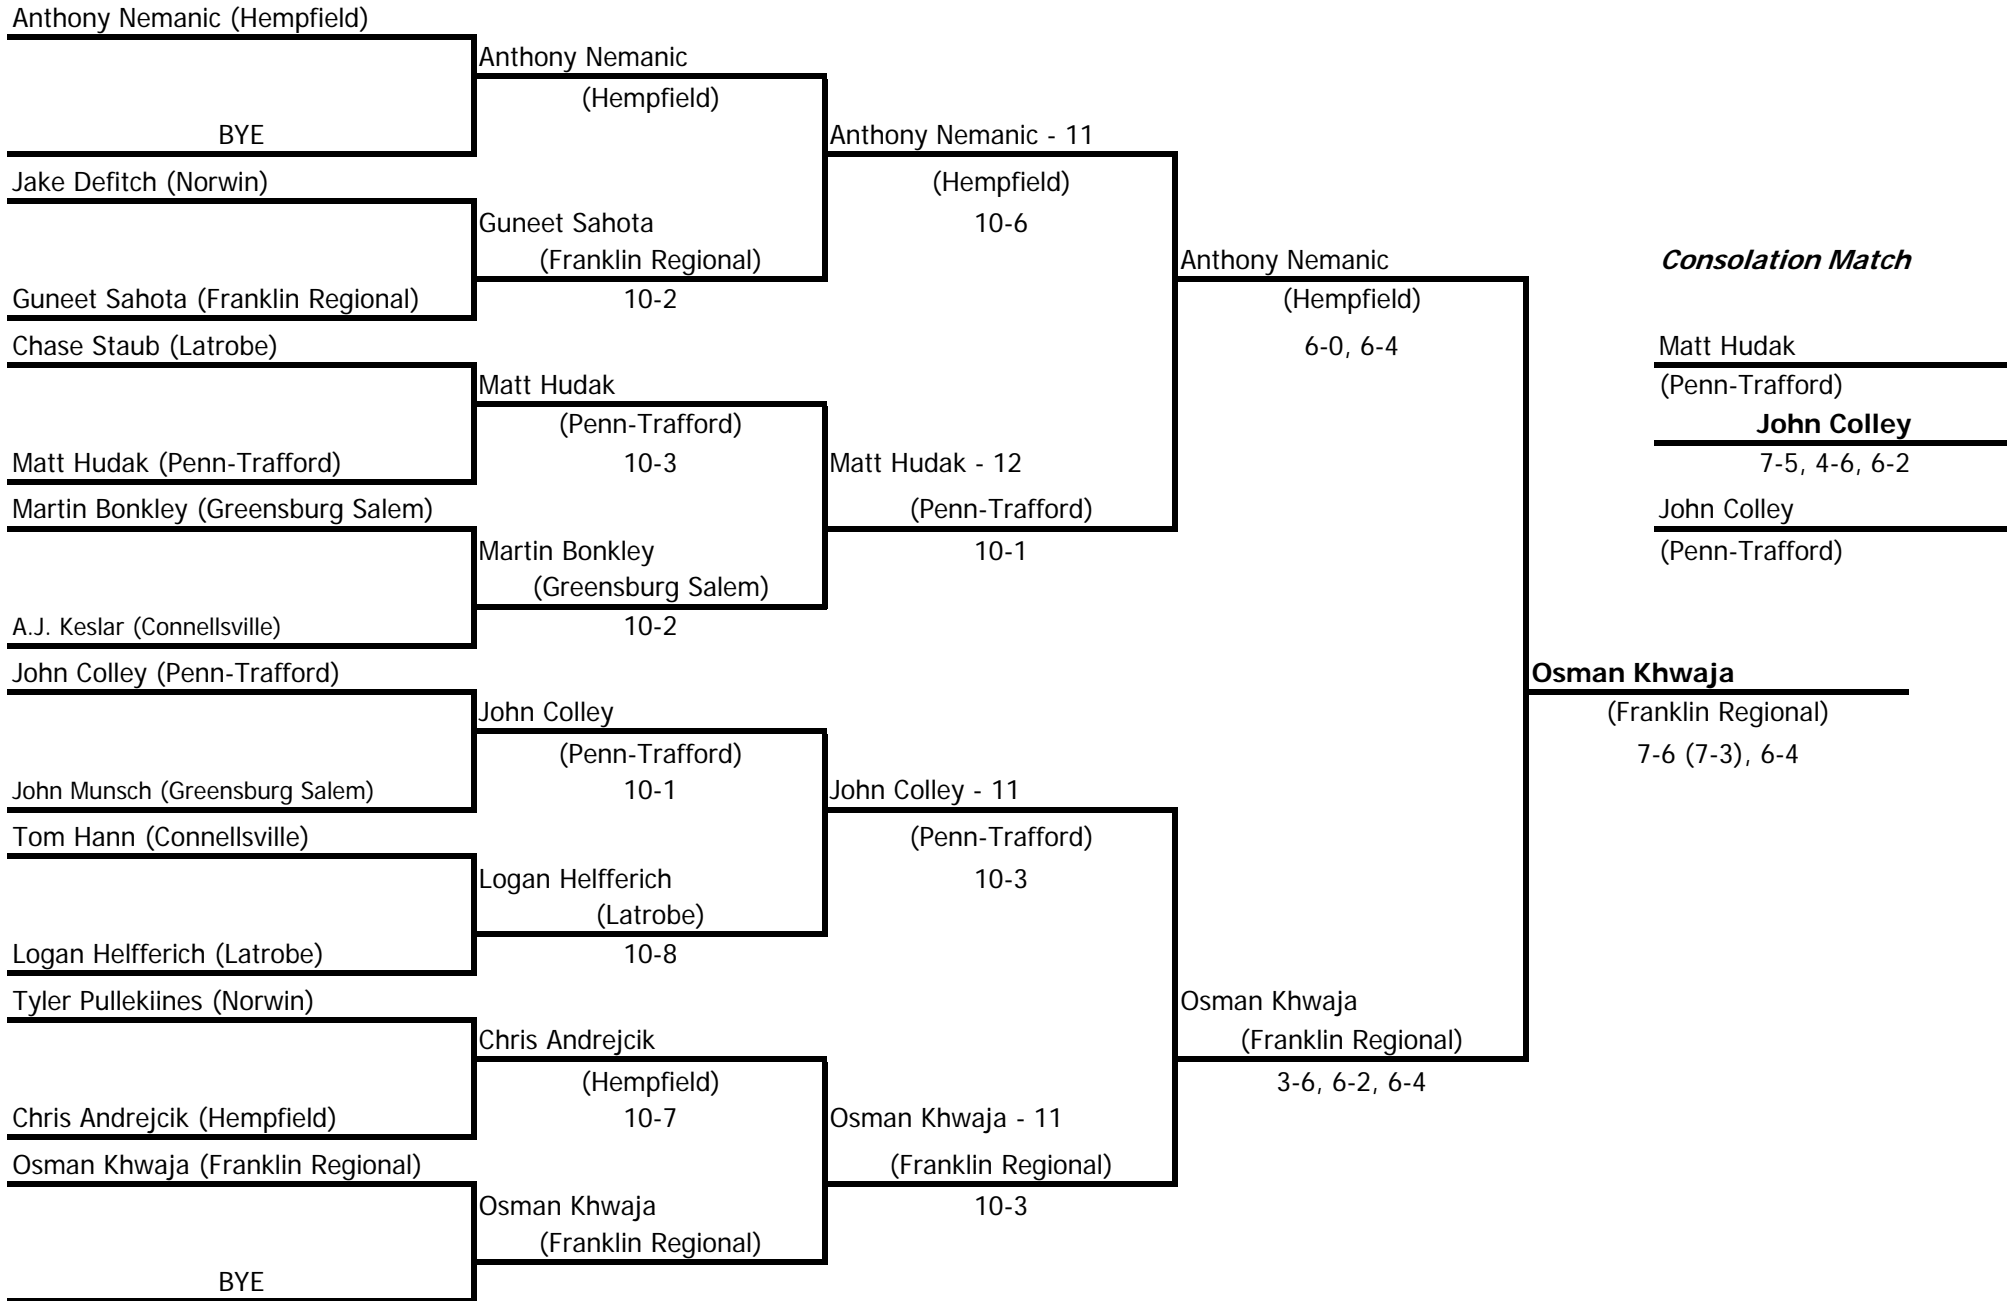 Anthony Nemanic (Hempfield)
BYE
Jake Defitch (Norwin)
Guneet Sahota (Franklin Regional)
Chase Staub (Latrobe)
Matt Hudak (Penn-Trafford)
Martin Bonkley (Greensburg Salem)
A.J. Keslar (Connellsville)
John Colley (Penn-Trafford)
John Munsch (Greensburg Salem)
Tom Hann (Connellsville)
Logan Helfferich (Latrobe)
Tyler Pullekiines (Norwin)
Chris Andrejcik (Hempfield)
Osman Khwaja (Franklin Regional)
BYE
Anthony Nemanic
(Hempfield)
Guneet Sahota
(Franklin Regional)
10-2
Matt Hudak
(Penn-Trafford)
10-3
Martin Bonkley
(Greensburg Salem)
10-2
John Colley
(Penn-Trafford)
10-1
Logan Helfferich
(Latrobe)
10-8
Chris Andrejcik
(Hempfield)
10-7
Osman Khwaja
(Franklin Regional)
Anthony Nemanic - 11
(Hempfield)
10-6
Matt Hudak - 12
(Penn-Trafford)
10-1
John Colley - 11
(Penn-Trafford)
10-3
Osman Khwaja - 11
(Franklin Regional)
10-3
Anthony Nemanic
(Hempfield)
6-0, 6-4
Osman Khwaja
(Franklin Regional)
3-6, 6-2, 6-4
Osman Khwaja
(Franklin Regional)
7-6 (7-3), 6-4
Consolation Match
Matt Hudak
(Penn-Trafford)
John Colley
7-5, 4-6, 6-2
John Colley
(Penn-Trafford)